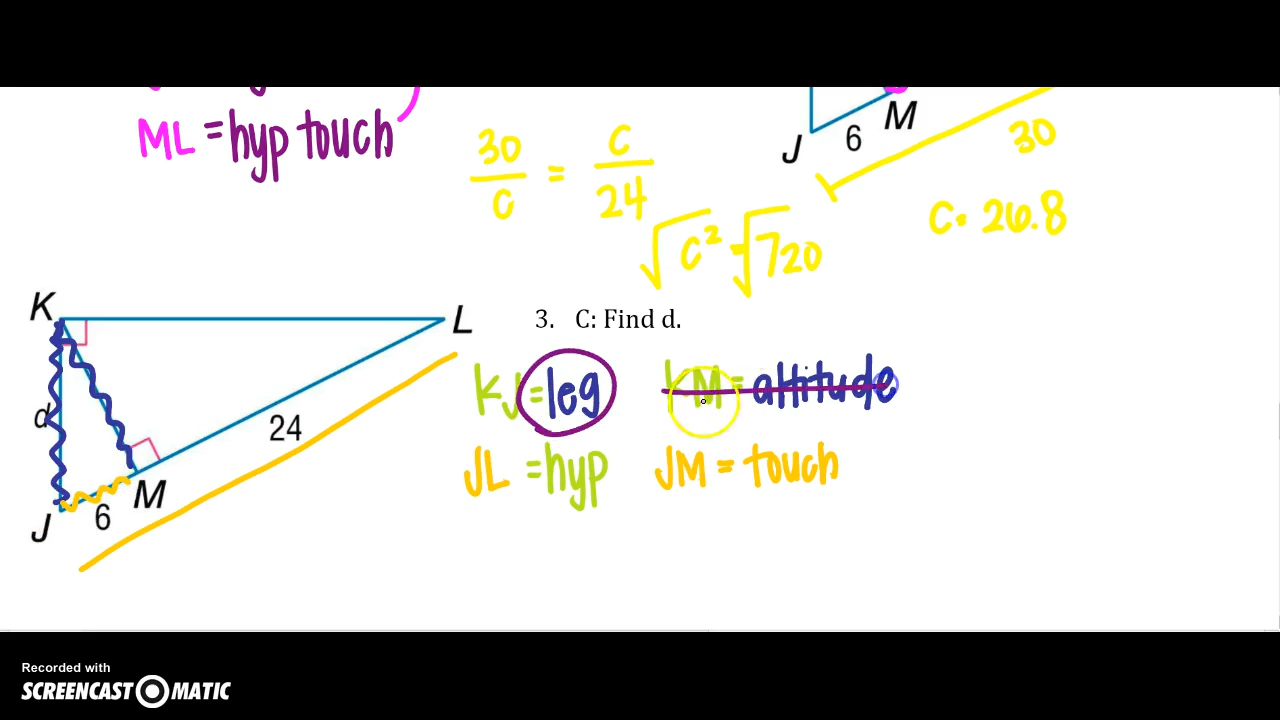 ML = hyp touch
30/C = C/24
√C² = √720
J 6 M
30
C = 26.8
K
L
d
24
M
6
J
3. C: Find d.
KJ = leg
KM = altitude
JL = hyp
JM = touch
Recorded with
SCREENCAST-O-MATIC